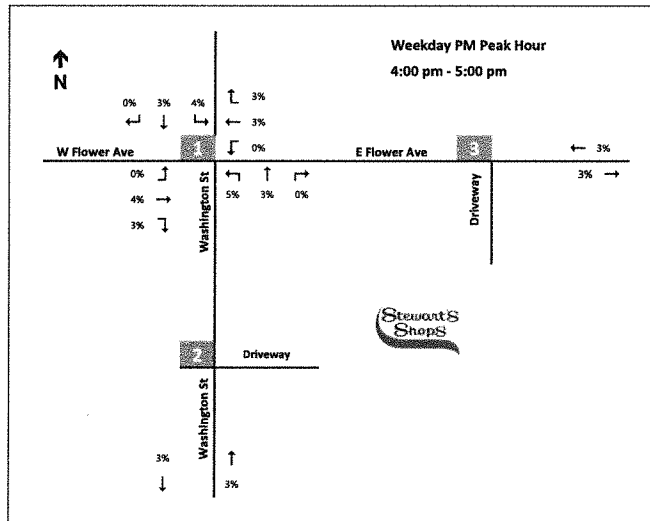 Weekday PM Peak Hour
4:00 pm - 5:00 pm
N
0% 3% 4%
3%
3%
0%
W Flower Ave
1
E Flower Ave
3
3%
3%
0%
4%
3%
5% 3% 0%
Washington St
Driveway
Stewart's
Shops
2
Driveway
Washington St
3%
3%